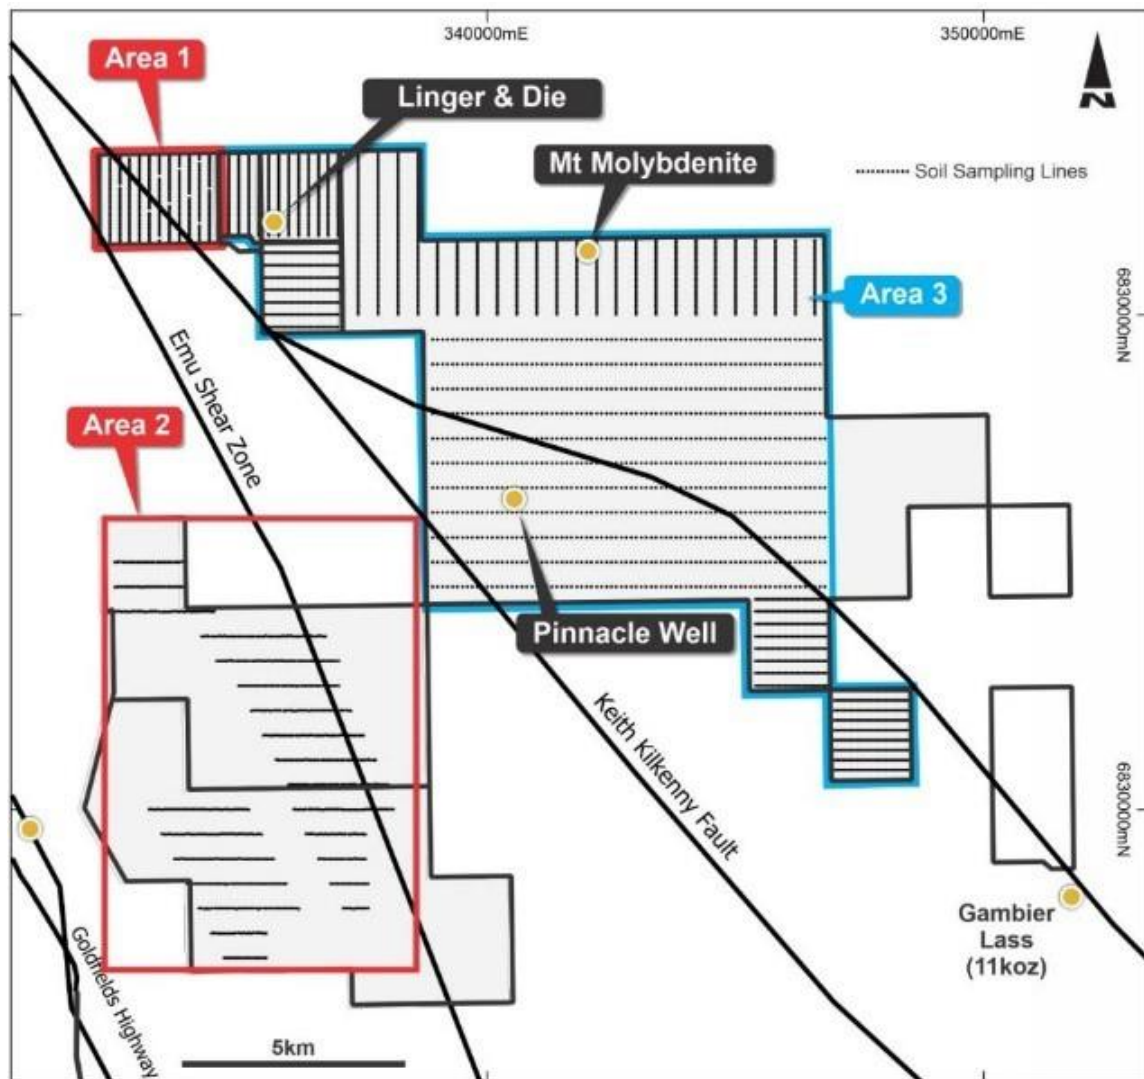 340000mE
350000mE
Area 1
Linger & Die
Mt Molybdenite
N
Soil Sampling Lines
Area 3
6830000mN
Emu Shear Zone
Area 2
Pinnacle Well
Keith Kilkenny Fault
6830000mN
Gambier
Lass
(11koz)
Goldfields Highway
5km